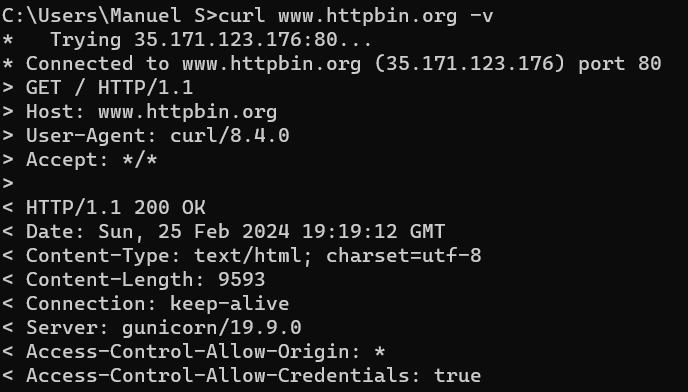 C:\Users\Manuel S>curl www.httpbin.org -v
*   Trying 35.171.123.176:80...
* Connected to www.httpbin.org (35.171.123.176) port 80
> GET / HTTP/1.1
> Host: www.httpbin.org
> User-Agent: curl/8.4.0
> Accept: */*
>
< HTTP/1.1 200 OK
< Date: Sun, 25 Feb 2024 19:19:12 GMT
< Content-Type: text/html; charset=utf-8
< Content-Length: 9593
< Connection: keep-alive
< Server: gunicorn/19.9.0
< Access-Control-Allow-Origin: *
< Access-Control-Allow-Credentials: true